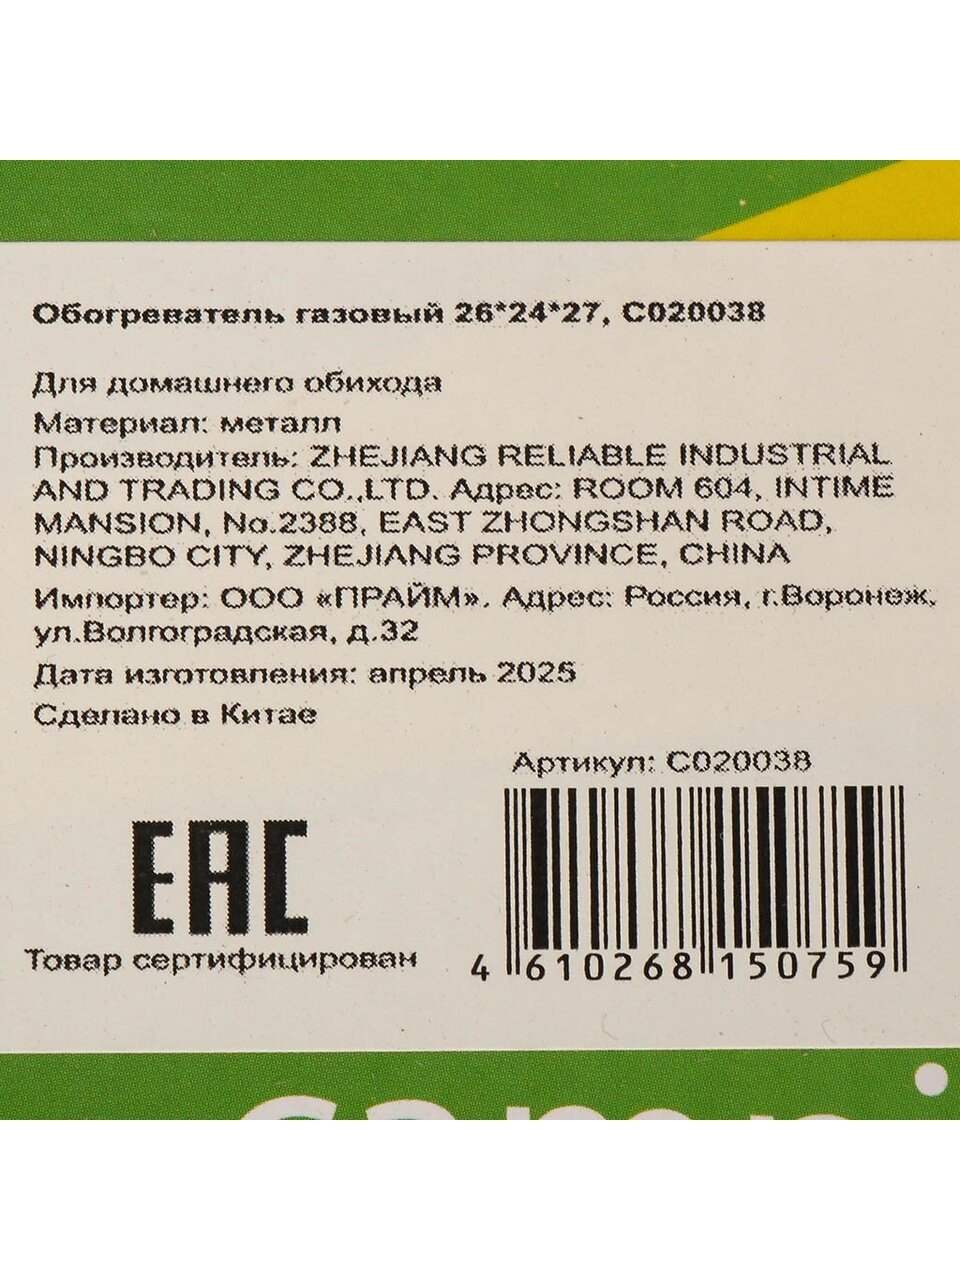 Обогреватель газовый 26*24*27, C020038
Для домашнего обихода
Материал: металл
Производитель: ZHEJIANG RELIABLE INDUSTRIAL
AND TRADING CO.,LTD. Адрес: ROOM 604, INTIME
MANSION, No.2388, EAST ZHONGSHAN ROAD,
NINGBO CITY, ZHEJIANG PROVINCE, CHINA
Импортер: ООО «ПРАЙМ». Адрес: Россия, г.Воронеж,
ул.Волгоградская, д.32
Дата изготовления: апрель 2025
Сделано в Китае
Артикул: C020038
EAC
Товар сертифицирован
4 610268 150759